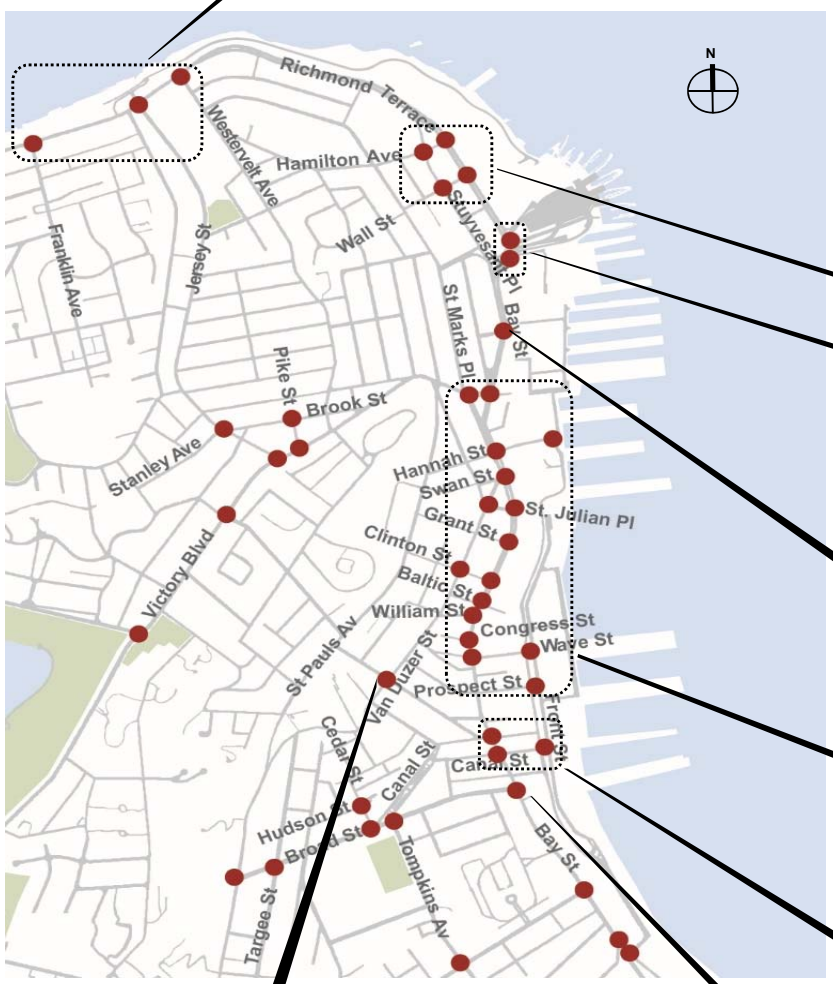 N
Richmond Terrace
Westervelt Ave
Hamilton Ave
Franklin Ave
Jersey St
Wall St
Stuyvesant Pl
St Marks Pl
Bay St
Pike St
Brook St
Stanley Ave
Hannah St
Swan St
St. Julian Pl
Grant St
Clinton St
Baltic St
Victory Blvd
William St
Congress St
Wave St
St Pauls Av
Van Duzer St
Prospect St
Front St
Cedar St
Canal St
Canal St
Hudson St
Broad St
Bay St
Tompkins Av
Targee St